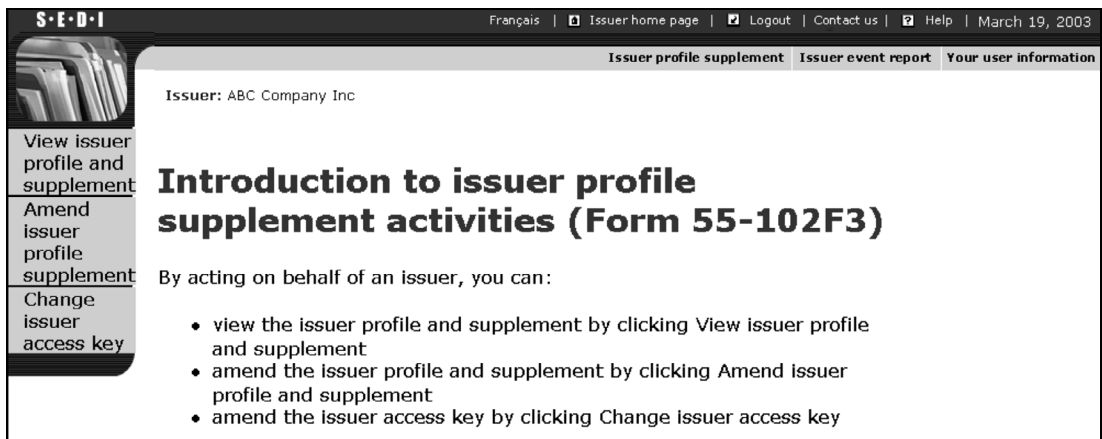 S•E•D•I
Français | Issuer home page | Logout | Contact us | Help | March 19, 2003
Issuer profile supplement | Issuer event report | Your user information
Issuer: ABC Company Inc
View issuer
profile and
supplement
Amend
issuer
profile
supplement
Change
issuer
access key
Introduction to issuer profile
supplement activities (Form 55-102F3)
By acting on behalf of an issuer, you can:
• view the issuer profile and supplement by clicking View issuer profile
and supplement
• amend the issuer profile and supplement by clicking Amend issuer
profile and supplement
• amend the issuer access key by clicking Change issuer access key